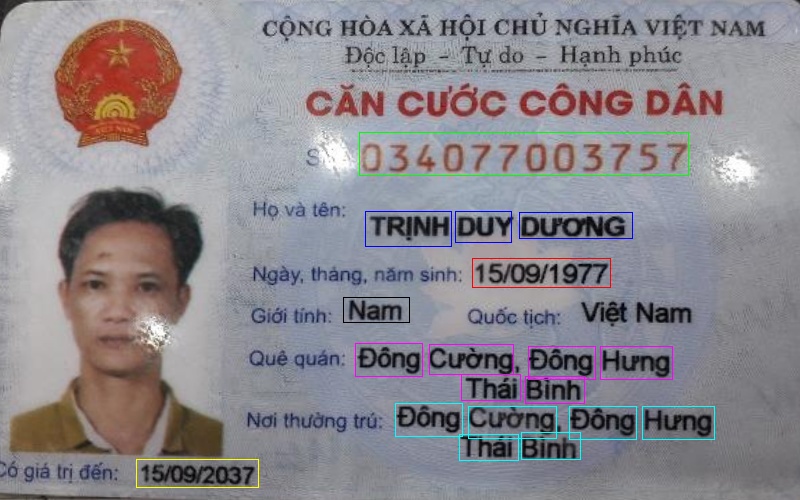 CỘNG HÒA XÃ HỘI CHỦ NGHĨA VIỆT NAM
Độc lập - Tự do - Hạnh phúc
CĂN CƯỚC CÔNG DÂN
034077003757
Họ và tên: TRỊNH DUY DƯƠNG
Ngày, tháng, năm sinh: 15/09/1977
Giới tính: Nam Quốc tịch: Việt Nam
Quê quán: Đông Cường, Đông Hưng
Thái Bình
Nơi thường trú: Đông Cường, Đông Hưng
Thái Bình
Có giá trị đến: 15/09/2037